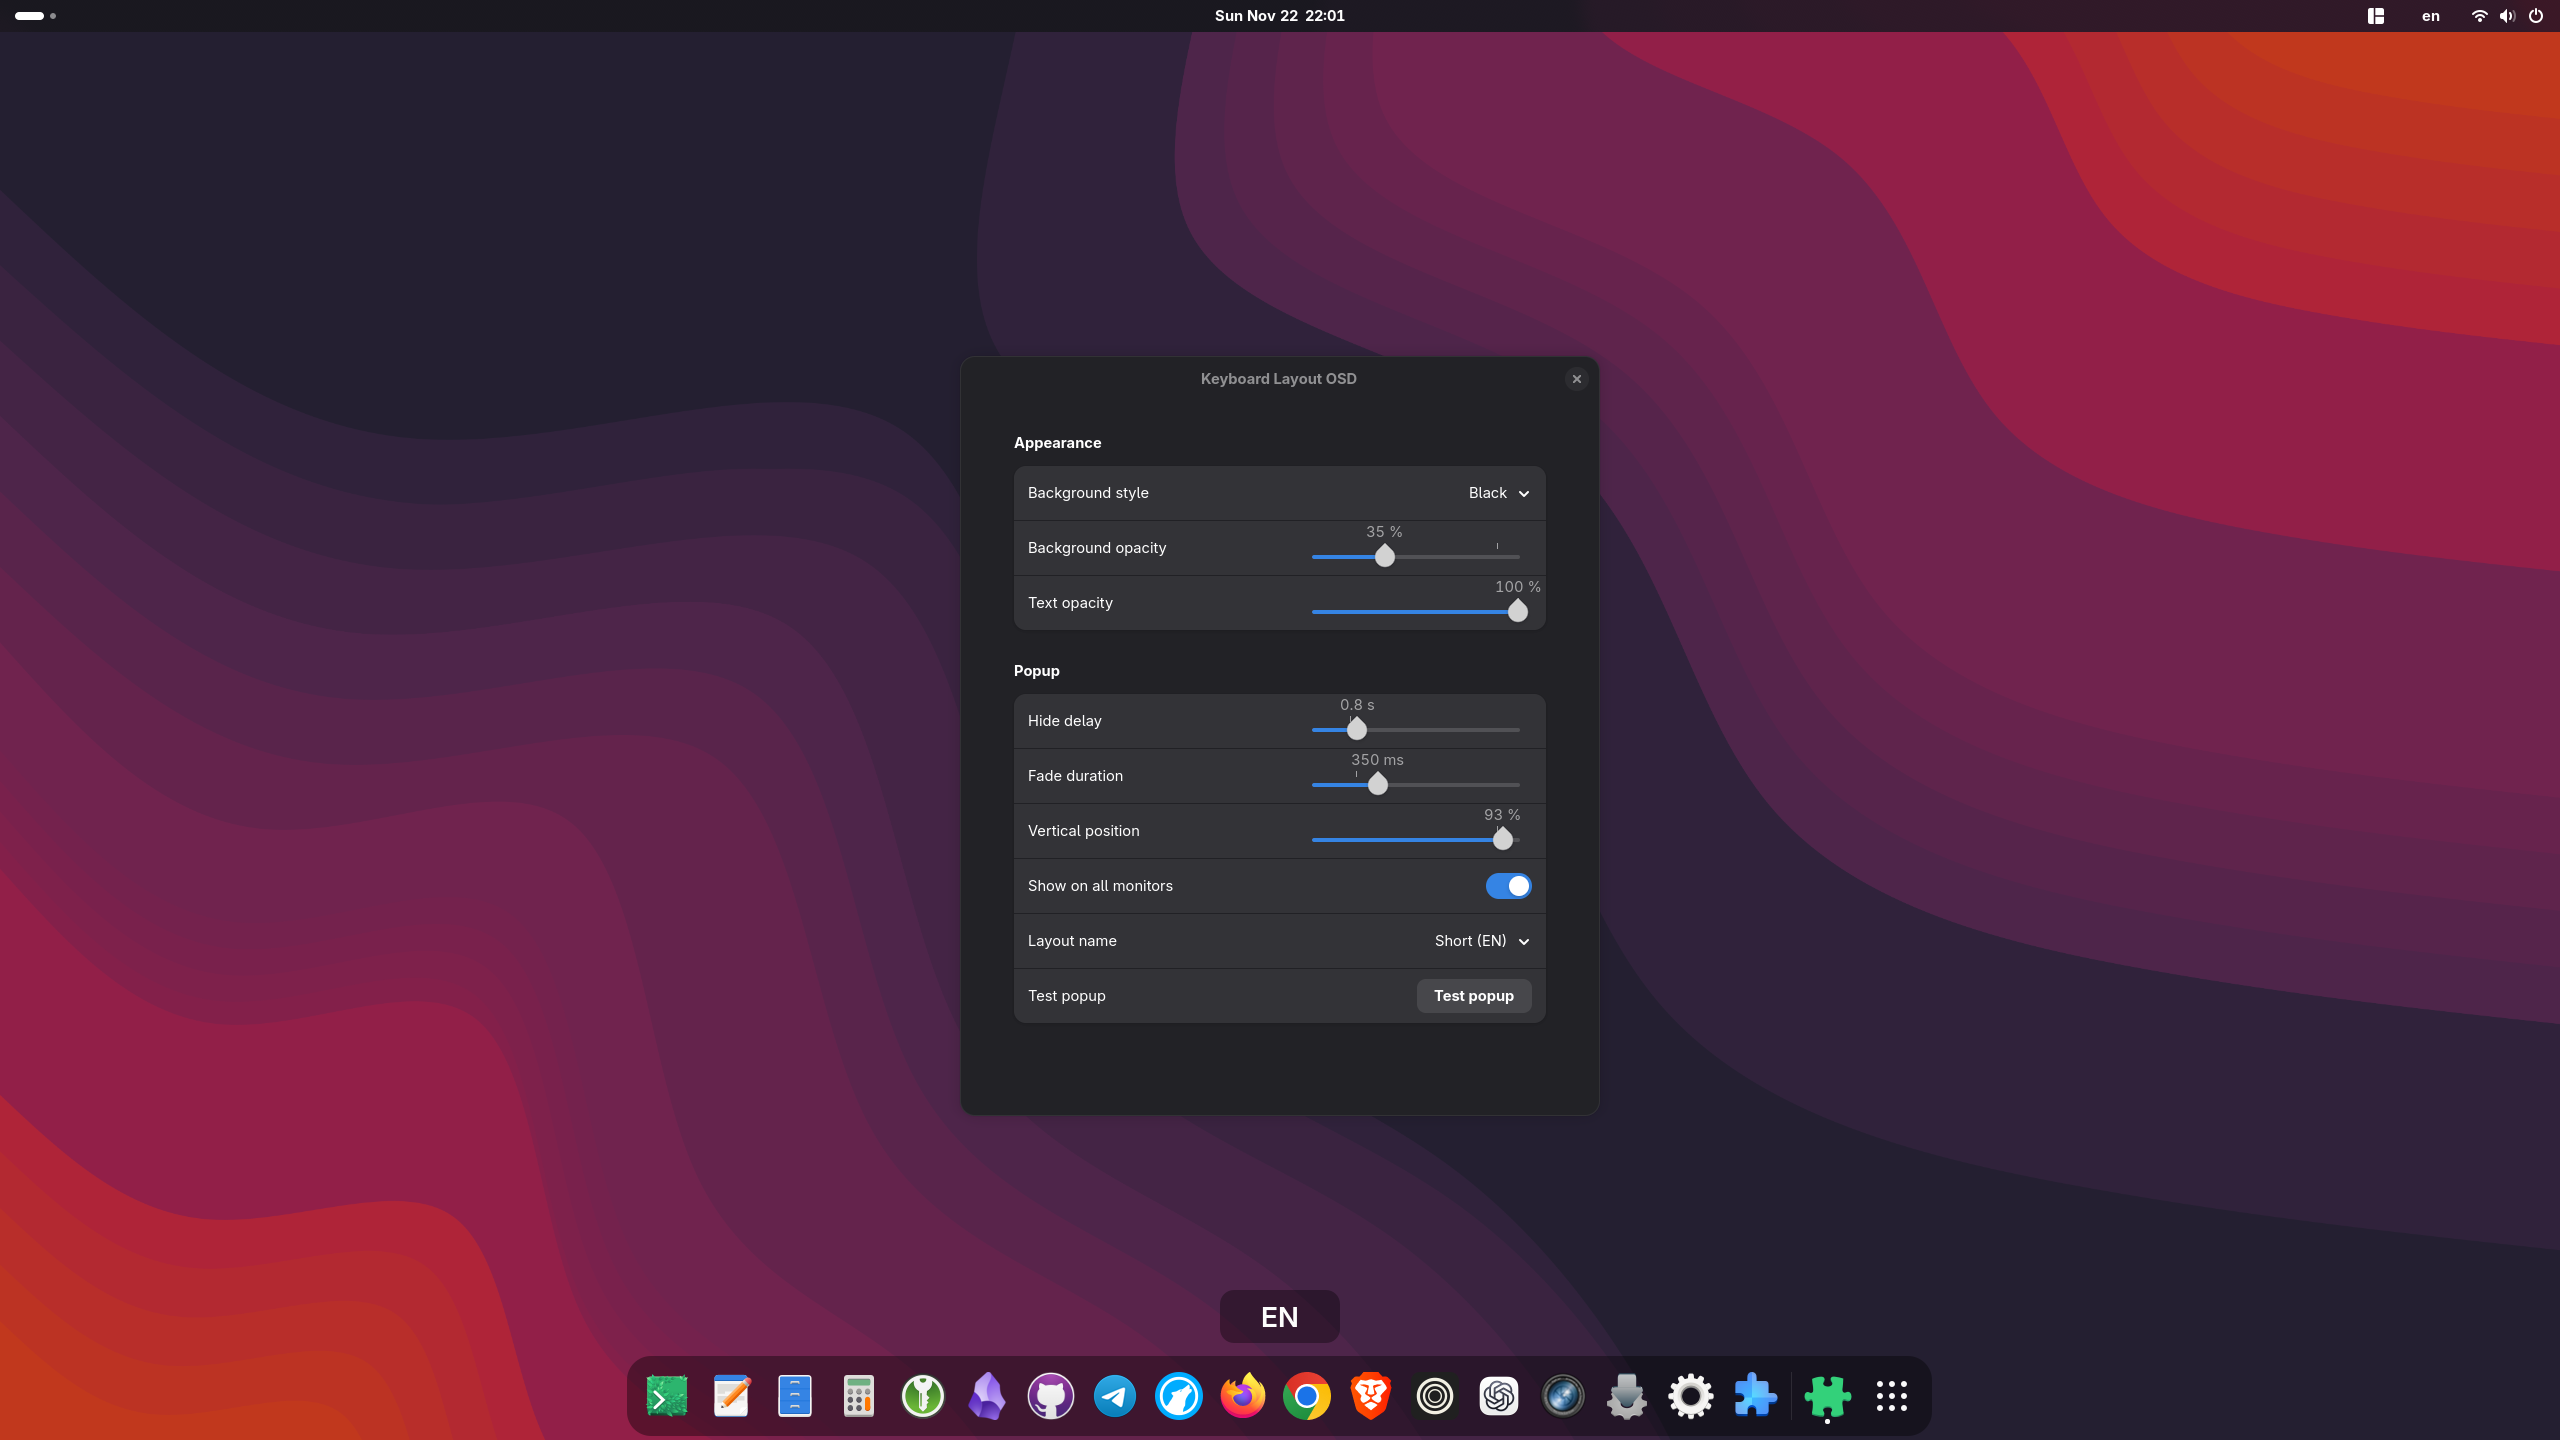 Sun Nov 22 22:01
en
Keyboard Layout OSD
Appearance
Background style
Black
35 %
Background opacity
100 %
Text opacity
Popup
0.8 s
Hide delay
350 ms
Fade duration
93 %
Vertical position
Show on all monitors
Layout name
Short (EN)
Test popup
Test popup
EN